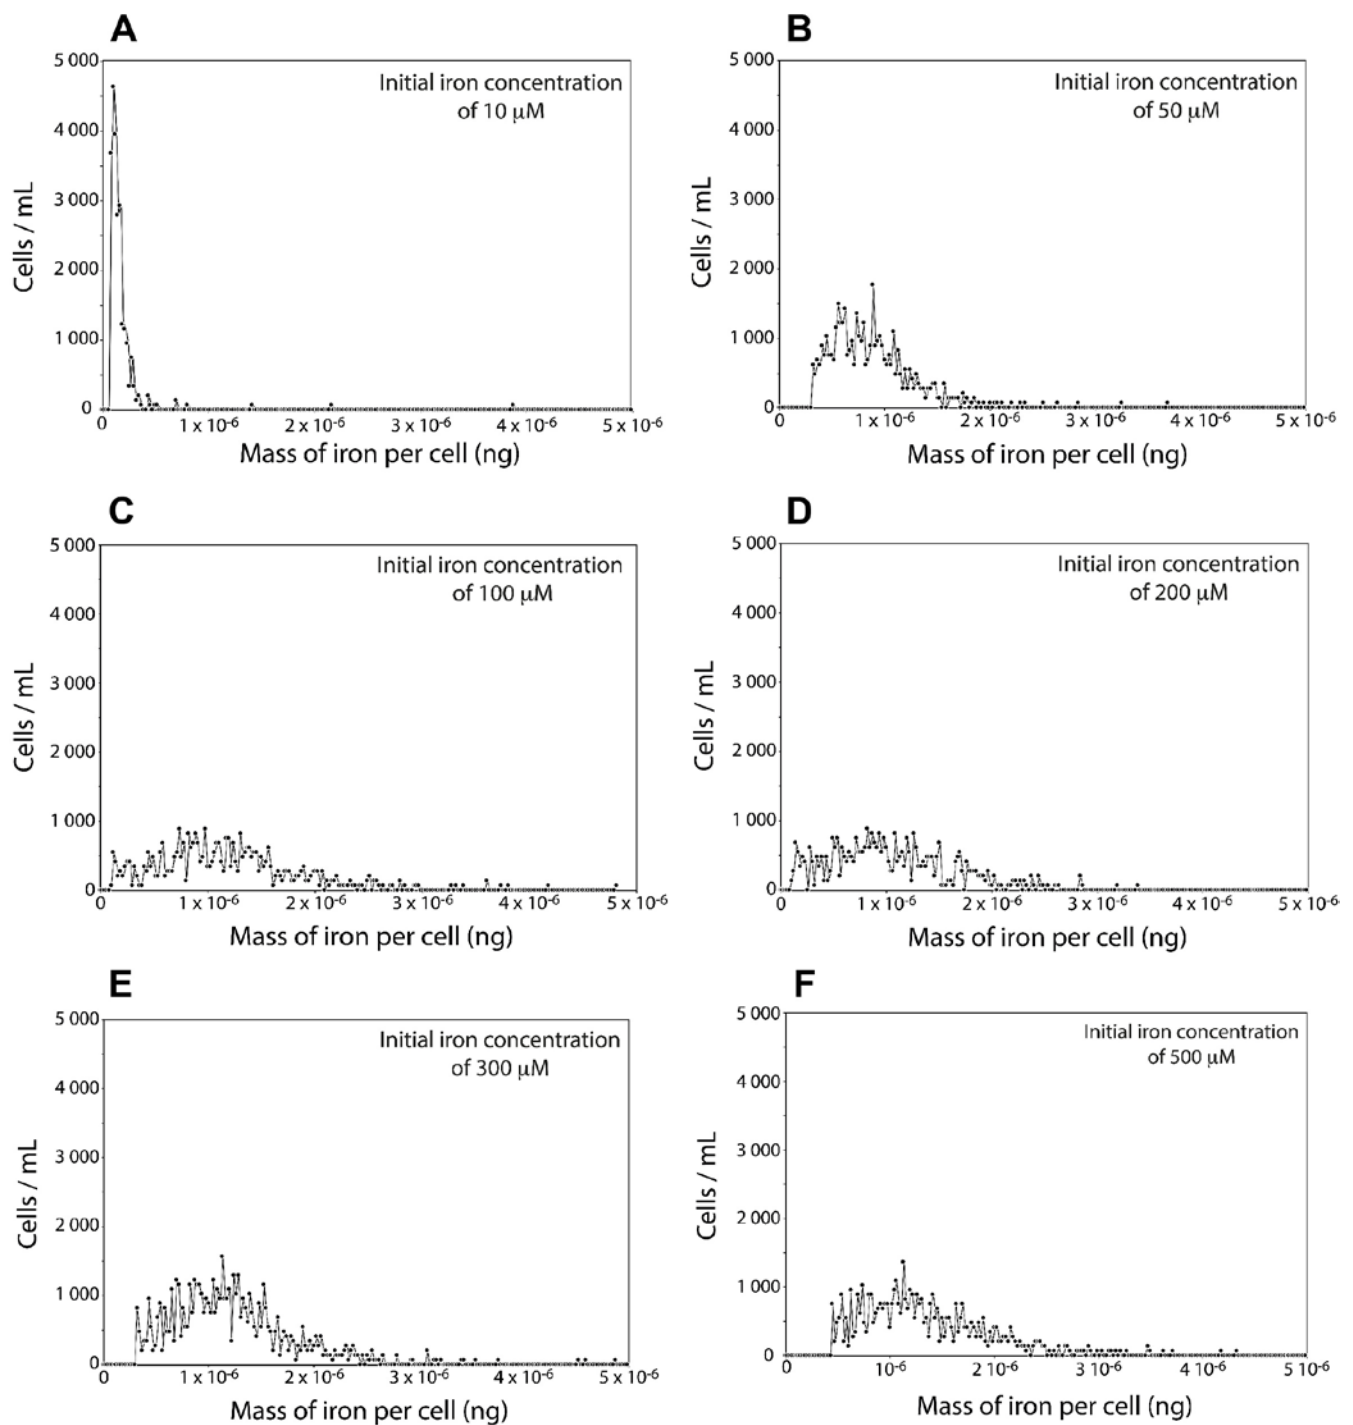 A
5 000
4 000
3 000
2 000
1 000
0
Cells / mL
Initial iron concentration
of 10 μM
0
1 x 10⁻⁶
2 x 10⁻⁶
3 x 10⁻⁶
4 x 10⁻⁶
5 x 10⁻⁶
Mass of iron per cell (ng)
B
5 000
4 000
3 000
2 000
1 000
0
Cells / mL
Initial iron concentration
of 50 μM
0
1 x 10⁻⁶
2 x 10⁻⁶
3 x 10⁻⁶
4 x 10⁻⁶
5 x 10⁻⁶
Mass of iron per cell (ng)
C
5 000
4 000
3 000
2 000
1 000
0
Cells / mL
Initial iron concentration
of 100 μM
0
1 x 10⁻⁶
2 x 10⁻⁶
3 x 10⁻⁶
4 x 10⁻⁶
5 x 10⁻⁶
Mass of iron per cell (ng)
D
5 000
4 000
3 000
2 000
1 000
0
Cells / mL
Initial iron concentration
of 200 μM
0
1 x 10⁻⁶
2 x 10⁻⁶
3 x 10⁻⁶
4 x 10⁻⁶
5 x 10⁻⁶
Mass of iron per cell (ng)
E
5 000
4 000
3 000
2 000
1 000
0
Cells / mL
Initial iron concentration
of 300 μM
0
1 x 10⁻⁶
2 x 10⁻⁶
3 x 10⁻⁶
4 x 10⁻⁶
5 x 10⁻⁶
Mass of iron per cell (ng)
F
5 000
4 000
3 000
2 000
1 000
0
Cells / mL
Initial iron concentration
of 500 μM
0
10⁻⁶
2 10⁻⁶
3 10⁻⁶
4 10⁻⁶
5 10⁻⁶
Mass of iron per cell (ng)